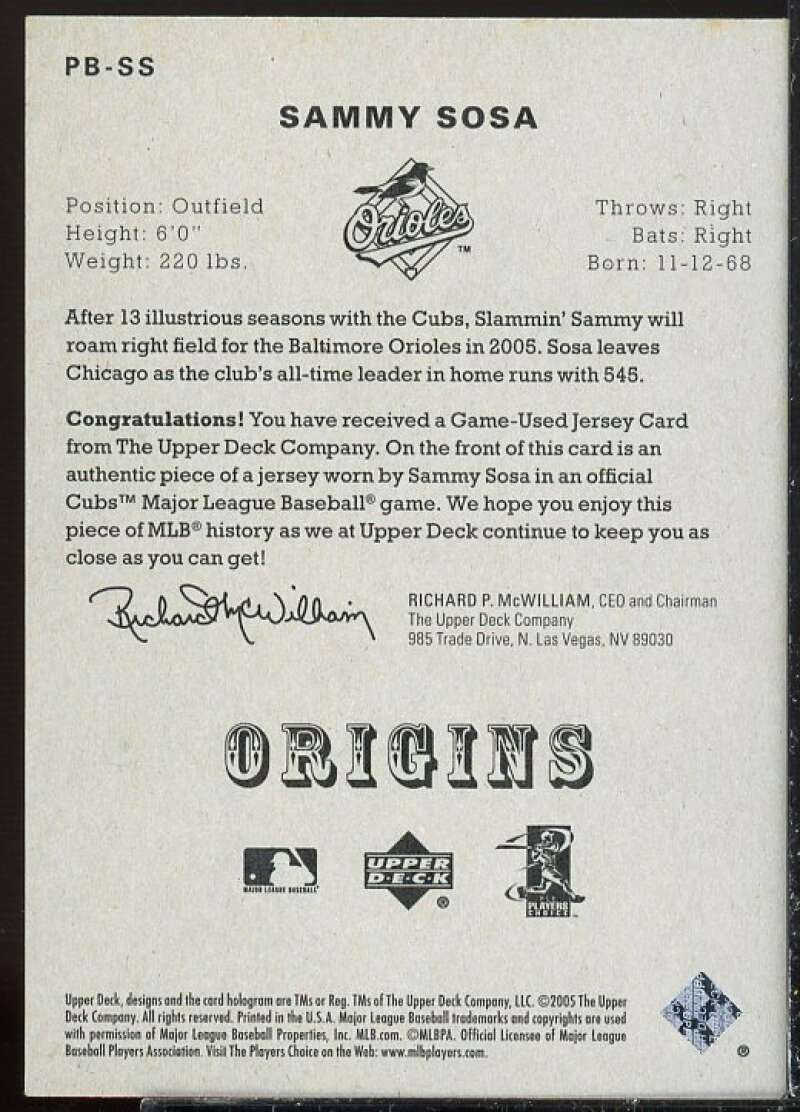 PB-SS
SAMMY SOSA
Position: Outfield
Height: 6'0"
Weight: 220 lbs.
Orioles ™
Throws: Right
Bats: Right
Born: 11-12-68
After 13 illustrious seasons with the Cubs, Slammin' Sammy will
roam right field for the Baltimore Orioles in 2005. Sosa leaves
Chicago as the club's all-time leader in home runs with 545.
Congratulations! You have received a Game-Used Jersey Card
from The Upper Deck Company. On the front of this card is an
authentic piece of a jersey worn by Sammy Sosa in an official
Cubs™ Major League Baseball® game. We hope you enjoy this
piece of MLB® history as we at Upper Deck continue to keep you as
close as you can get!
Richard McWilliam
RICHARD P. McWILLIAM, CEO and Chairman
The Upper Deck Company
985 Trade Drive, N. Las Vegas, NV 89030
ORIGINS
MAJOR LEAGUE BASEBALL
UPPER
D·E·C·K ®
PLAYERS
CHOICE
Upper Deck, designs and the card hologram are TMs or Reg. TMs of The Upper Deck Company, LLC. ©2005 The Upper
Deck Company. All rights reserved. Printed in the U.S.A. Major League Baseball trademarks and copyrights are used
with permission of Major League Baseball Properties, Inc. MLB.com. ©MLBPA. Official Licensee of Major League
Baseball Players Association. Visit The Players Choice on the Web: www.mlbplayers.com.
®